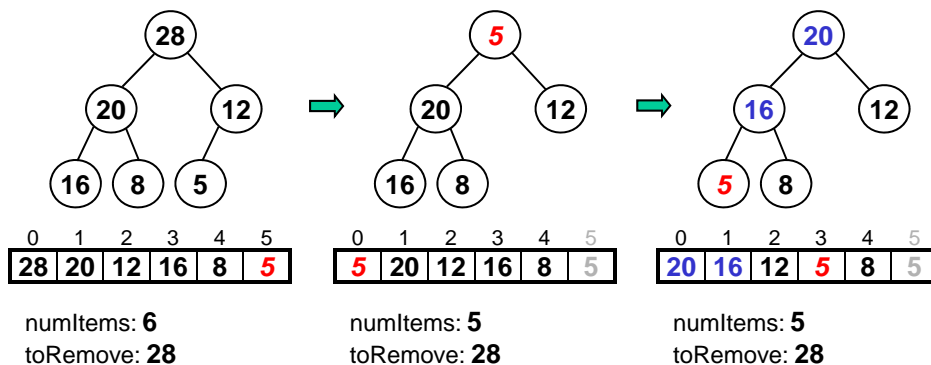 28 5 20
20 12 20 12 16 12
16 8 5 16 8 5 8
0 1 2 3 4 5 0 1 2 3 4 5 0 1 2 3 4 5
28 20 12 16 8 5 5 20 12 16 8 5 20 16 12 5 8 5
numItems: 6 numItems: 5 numItems: 5
toRemove: 28 toRemove: 28 toRemove: 28